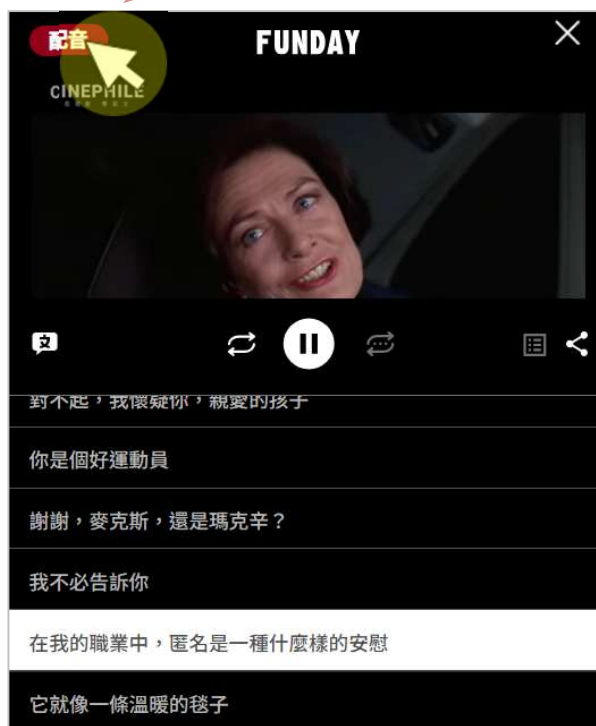 配音
FUNDAY
CINEPHILE
對不起，我懷疑你，親愛的孩子
你是個好運動員
謝謝，麥克斯，還是瑪克辛？
我不必告訴你
在我的職業中，匿名是一種什麼樣的安慰
它就像一條溫暖的毯子